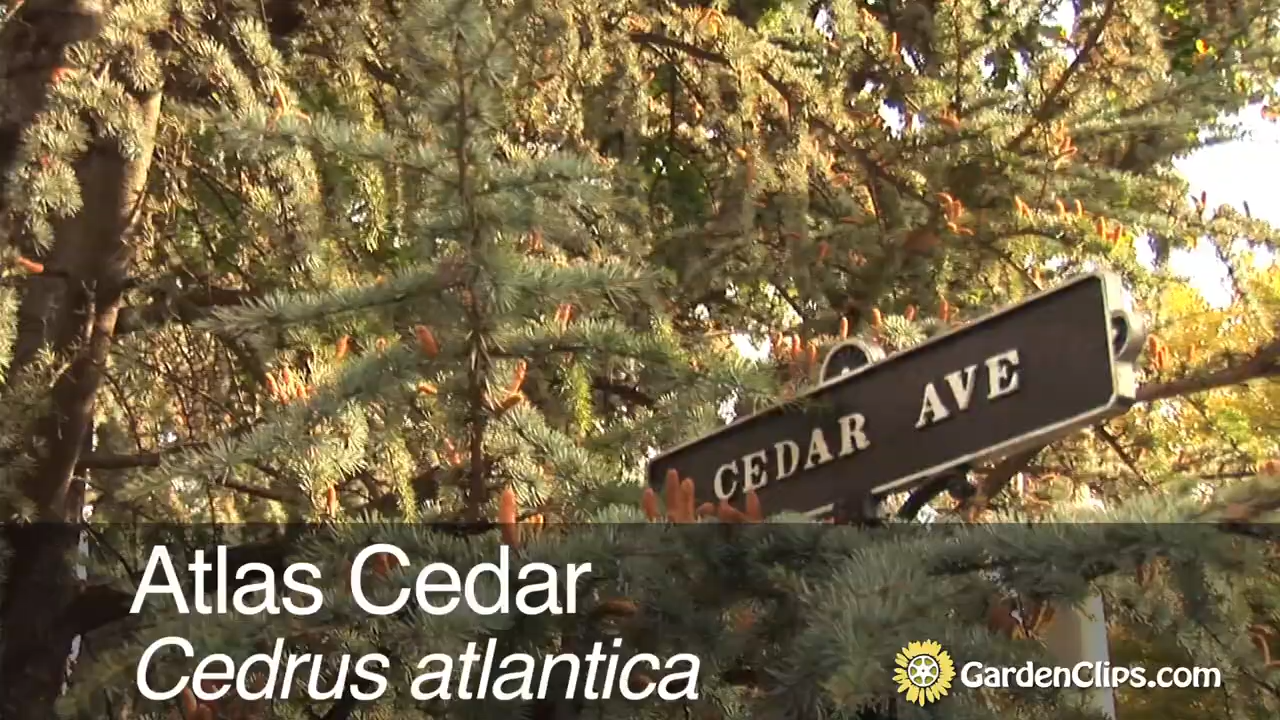 CEDAR AVE
Atlas Cedar
Cedrus atlantica
GardenClips.com